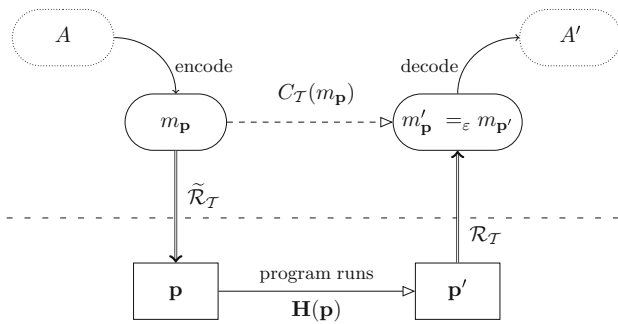 A A′
encode decode
C_𝒯(m_𝐩)
m_𝐩 m′_𝐩 =_ε m_𝐩′
ℛ̃_𝒯
ℛ_𝒯
𝐩 program runs 𝐩′
𝐇(𝐩)